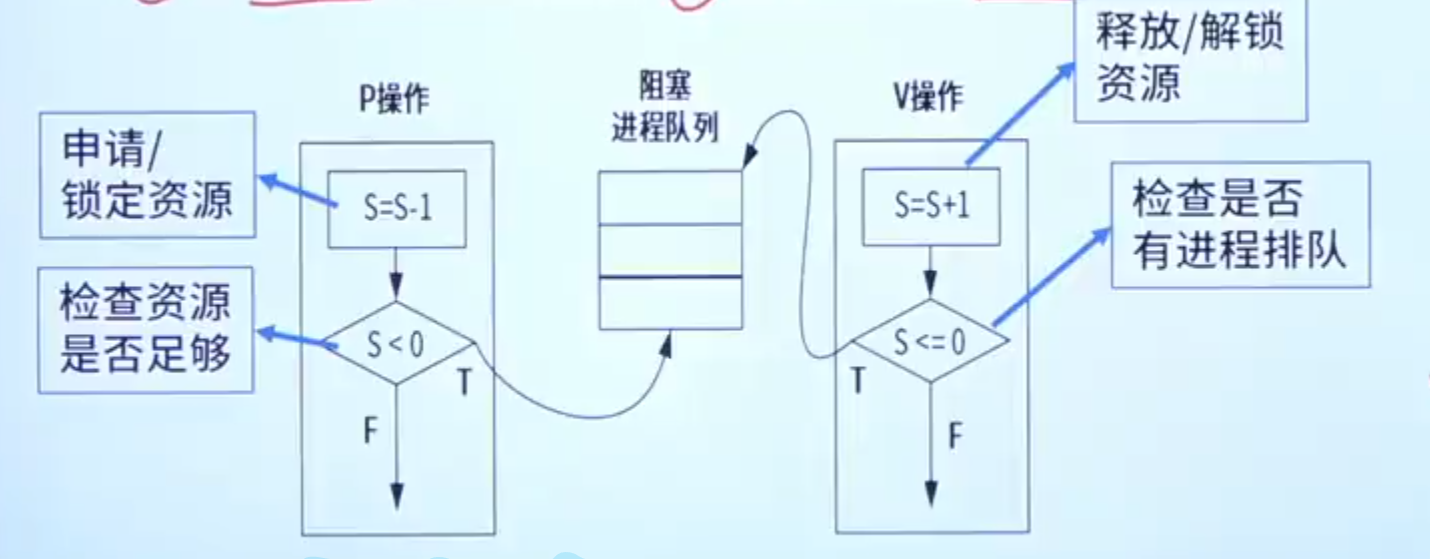 释放/解锁
资源
P操作
阻塞
进程队列
V操作
申请/
锁定资源
S=S-1
S=S+1
检查是否
有进程排队
检查资源
是否足够
S<0
T
F
S<=0
T
F